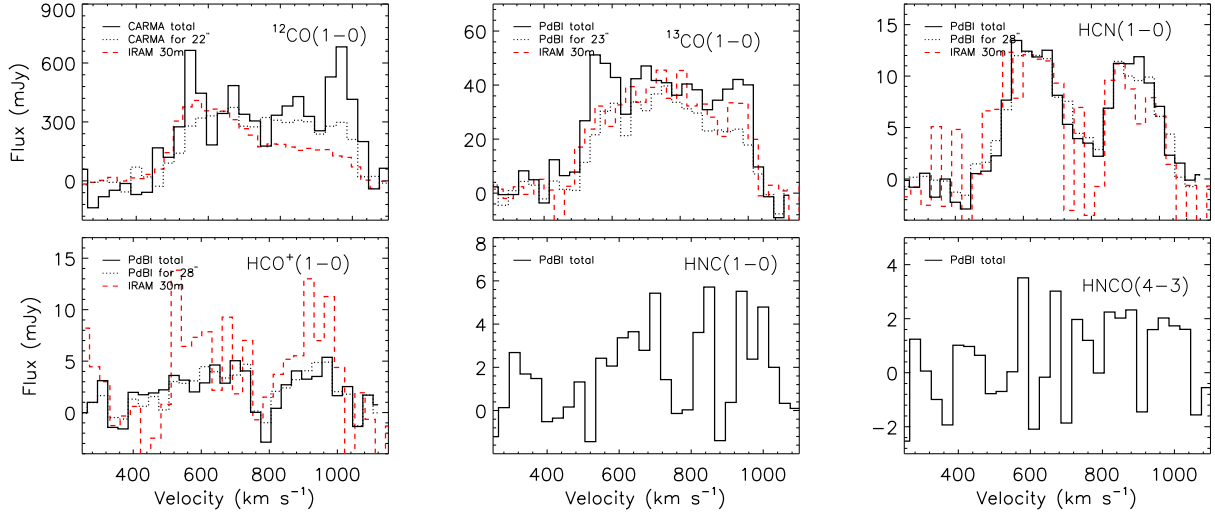 900
600
300
0
Flux (mJy)
CARMA total
CARMA for 22"
IRAM 30m
¹²CO(1−0)
60
40
20
0
PdBI total
PdBI for 23"
IRAM 30m
¹³CO(1−0)
15
10
5
0
PdBI total
PdBI for 28"
IRAM 30m
HCN(1−0)
15
10
5
0
Flux (mJy)
PdBI total
PdBI for 28"
IRAM 30m
HCO⁺(1−0)
400 600 800 1000
Velocity (km s⁻¹)
8
6
4
2
0
PdBI total
HNC(1−0)
400 600 800 1000
Velocity (km s⁻¹)
4
2
0
−2
PdBI total
HNCO(4−3)
400 600 800 1000
Velocity (km s⁻¹)